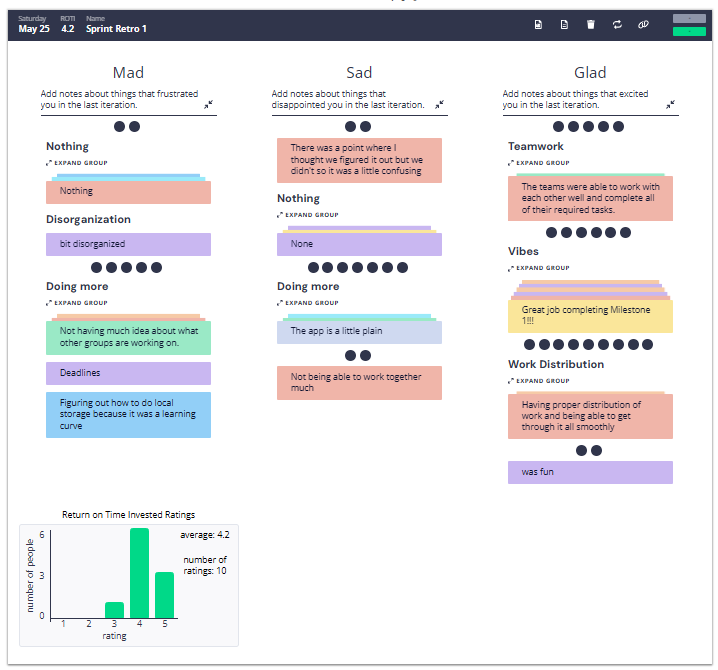 Saturday
May 25
ROTI
4.2
Name
Sprint Retro 1
Mad
Add notes about things that frustrated
you in the last iteration.
Nothing
EXPAND GROUP
Nothing
Disorganization
bit disorganized
Doing more
EXPAND GROUP
Not having much idea about what
other groups are working on.
Deadlines
Figuring out how to do local
storage because it was a learning
curve
Sad
Add notes about things that
disappointed you in the last iteration.
There was a point where I
thought we figured it out but we
didn't so it was a little confusing
Nothing
EXPAND GROUP
None
Doing more
EXPAND GROUP
The app is a little plain
Not being able to work together
much
Glad
Add notes about things that excited
you in the last iteration.
Teamwork
EXPAND GROUP
The teams were able to work with
each other well and complete all
of their required tasks.
Vibes
EXPAND GROUP
Great job completing Milestone
1!!!
Work Distribution
EXPAND GROUP
Having proper distribution of
work and being able to get
through it all smoothly
was fun
Return on Time Invested Ratings
number of people
6
3
0
1 2 3 4 5
rating
average: 4.2
number of
ratings: 10